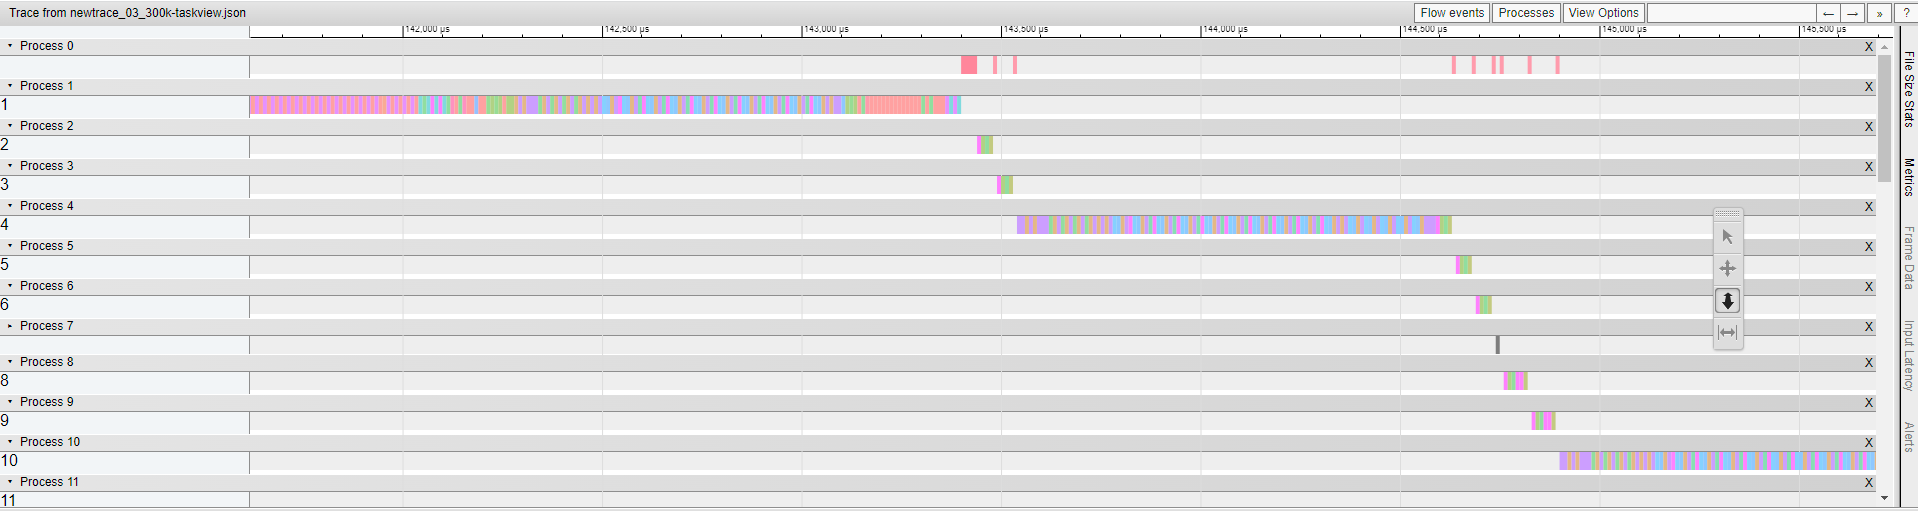 Trace from newtrace_03_300k-taskview.json
Flow events Processes View Options ← → » ?
142,000 µs 142,500 µs 143,000 µs 143,500 µs 144,000 µs 144,500 µs 145,000 µs 145,500 µs
Process 0 X
Process 1 X
1
Process 2 X
2
Process 3 X
3
Process 4 X
4
Process 5 X
5
Process 6 X
6
Process 7 X
Process 8 X
8
Process 9 X
9
Process 10 X
10
Process 11 X
11
File Size Stats
Metrics
Frame Data
Input Latency
Alerts